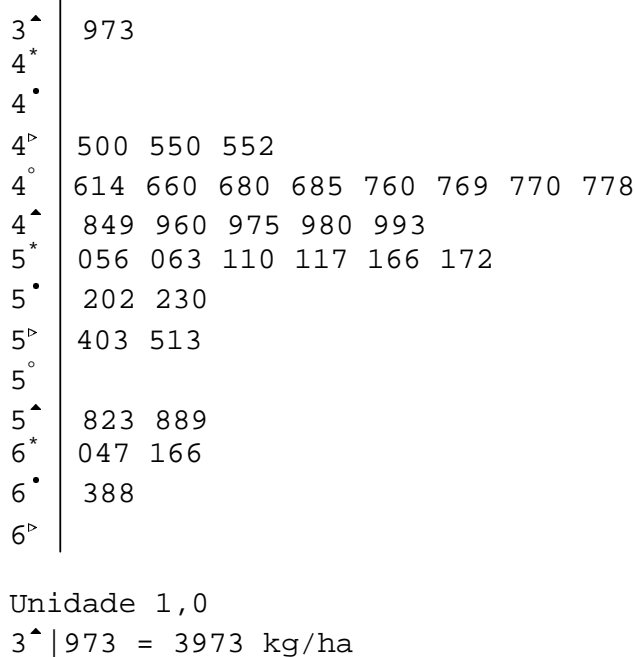 3▲ | 973
4* |
4• |
4▹ | 500 550 552
4° | 614 660 680 685 760 769 770 778
4▲ | 849 960 975 980 993
5* | 056 063 110 117 166 172
5• | 202 230
5▹ | 403 513
5° |
5▲ | 823 889
6* | 047 166
6• | 388
6▹ |
Unidade 1,0
3▲|973 = 3973 kg/ha